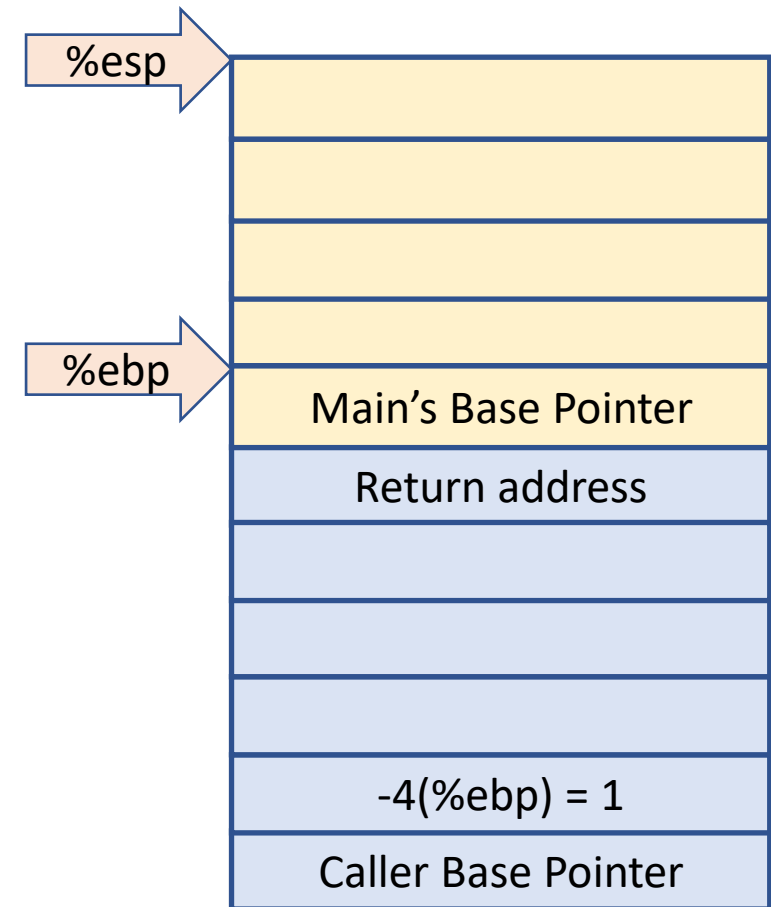 %esp
%ebp
Main’s Base Pointer
Return address
-4(%ebp) = 1
Caller Base Pointer